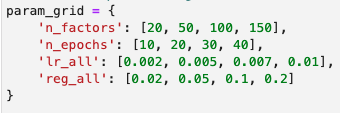 param_grid = {
    'n_factors': [20, 50, 100, 150],
    'n_epochs': [10, 20, 30, 40],
    'lr_all': [0.002, 0.005, 0.007, 0.01],
    'reg_all': [0.02, 0.05, 0.1, 0.2]
}